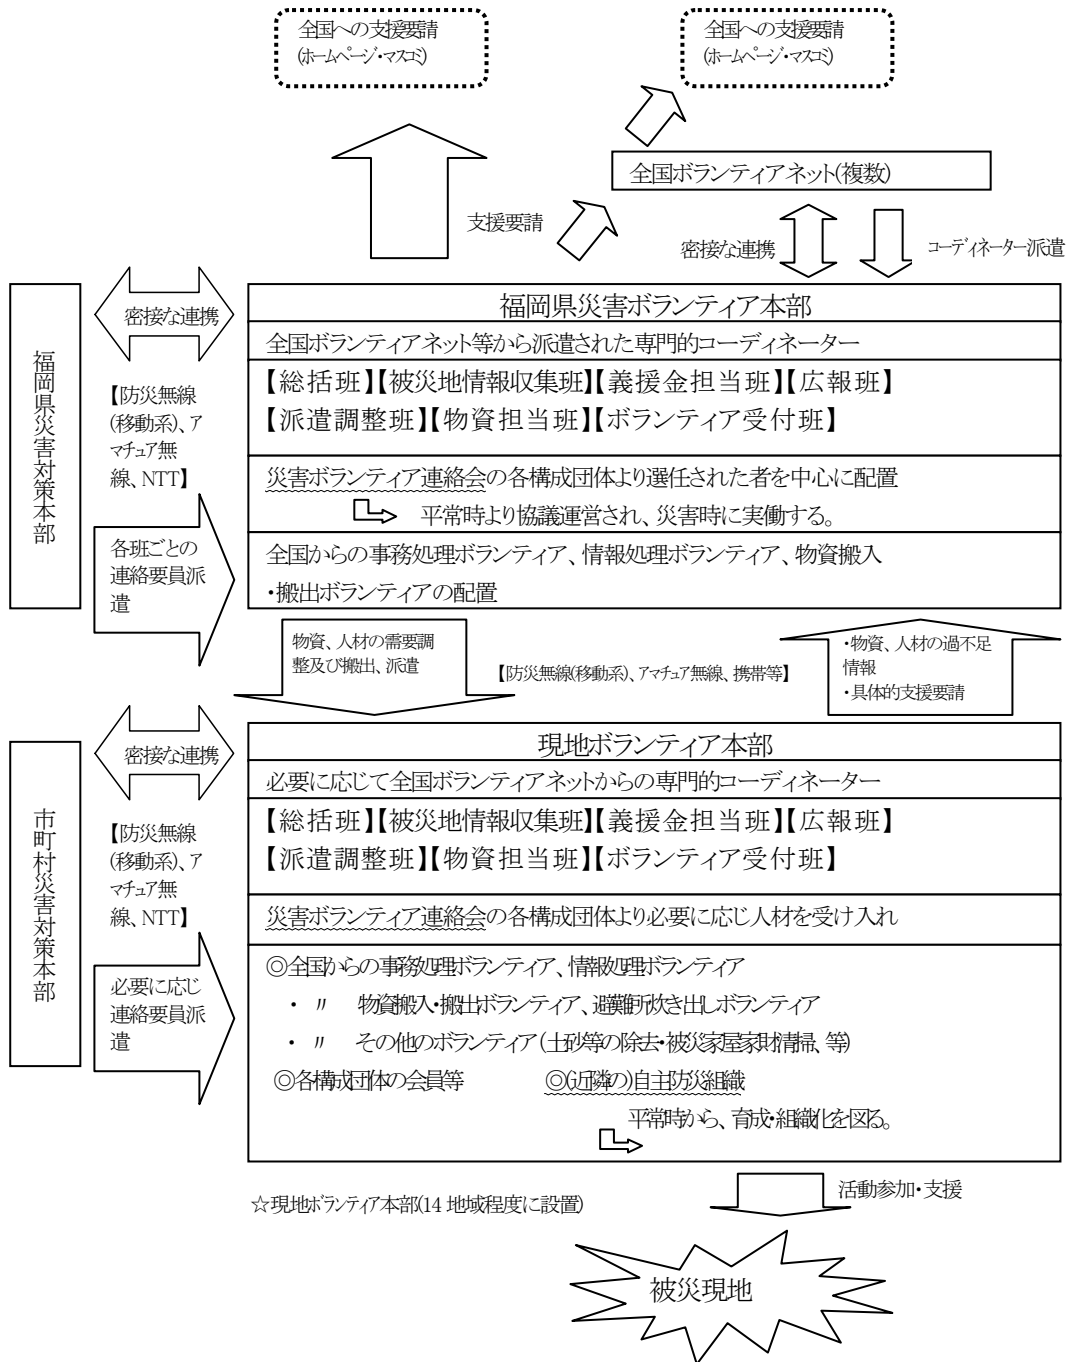 全国への支援要請
(ホームページ・マスコミ)
全国への支援要請
(ホームページ・マスコミ)
全国ボランティアネット(複数)
支援要請
密接な連携
コーディネーター派遣
福岡県災害対策本部
密接な連携
【防災無線
(移動系)、ア
マチュア無
線、NTT】
各班ごとの
連絡要員派
遣
福岡県災害ボランティア本部
全国ボランティアネット等から派遣された専門的コーディネーター
【総括班】【被災地情報収集班】【義援金担当班】【広報班】
【派遣調整班】【物資担当班】【ボランティア受付班】
災害ボランティア連絡会の各構成団体より選任された者を中心に配置
平常時より協議運営され、災害時に実働する。
全国からの事務処理ボランティア、情報処理ボランティア、物資搬入
・搬出ボランティアの配置
物資、人材の需要調
整及び搬出、派遣
【防災無線(移動系)、アマチュア無線、携帯等】
・物資、人材の過不足
情報
・具体的支援要請
市町村災害対策本部
密接な連携
【防災無線
(移動系)、ア
マチュア無
線、NTT】
必要に応じ
連絡要員派
遣
現地ボランティア本部
必要に応じて全国ボランティアネットからの専門的コーディネーター
【総括班】【被災地情報収集班】【義援金担当班】【広報班】
【派遣調整班】【物資担当班】【ボランティア受付班】
災害ボランティア連絡会の各構成団体より必要に応じ人材を受け入れ
◎全国からの事務処理ボランティア、情報処理ボランティア
・ 〃 物資搬入・搬出ボランティア、避難所炊き出しボランティア
・ 〃 その他のボランティア(土砂等の除去・被災家屋家財清掃、等)
◎各構成団体の会員等 ◎(近隣の)自主防災組織
平常時から、育成・組織化を図る。
☆現地ボランティア本部(14 地域程度に設置)
活動参加・支援
被災現地